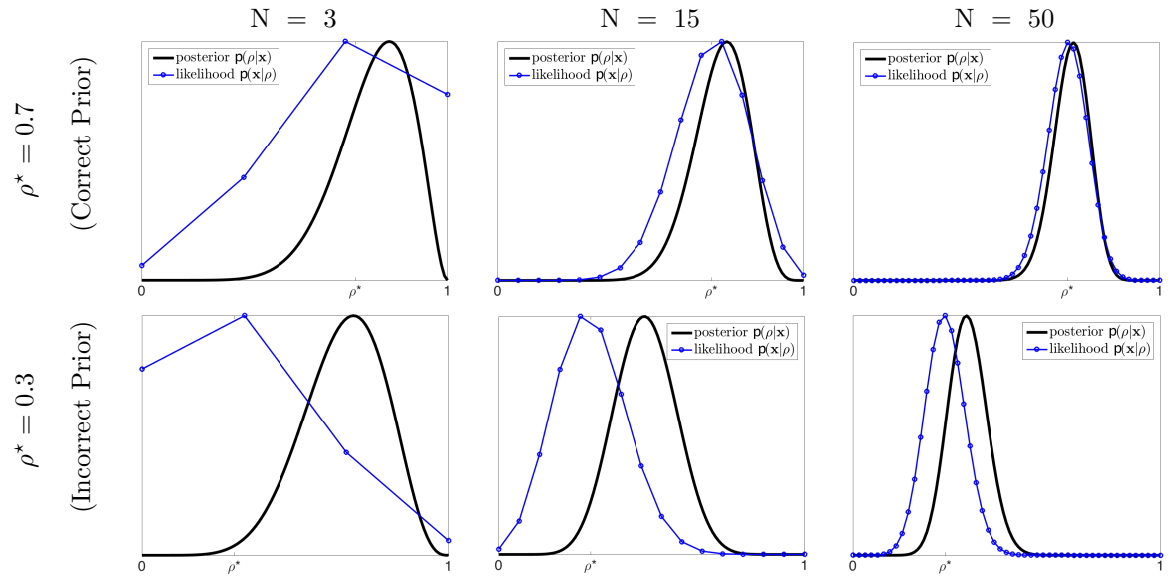 N = 3
N = 15
N = 50
ρ* = 0.7
(Correct Prior)
posterior p(ρ|x)
likelihood p(x|ρ)
0
ρ*
1
posterior p(ρ|x)
likelihood p(x|ρ)
0
ρ*
1
posterior p(ρ|x)
likelihood p(x|ρ)
0
ρ*
1
ρ* = 0.3
(Incorrect Prior)
0
ρ*
1
posterior p(ρ|x)
likelihood p(x|ρ)
0
ρ*
1
posterior p(ρ|x)
likelihood p(x|ρ)
0
ρ*
1